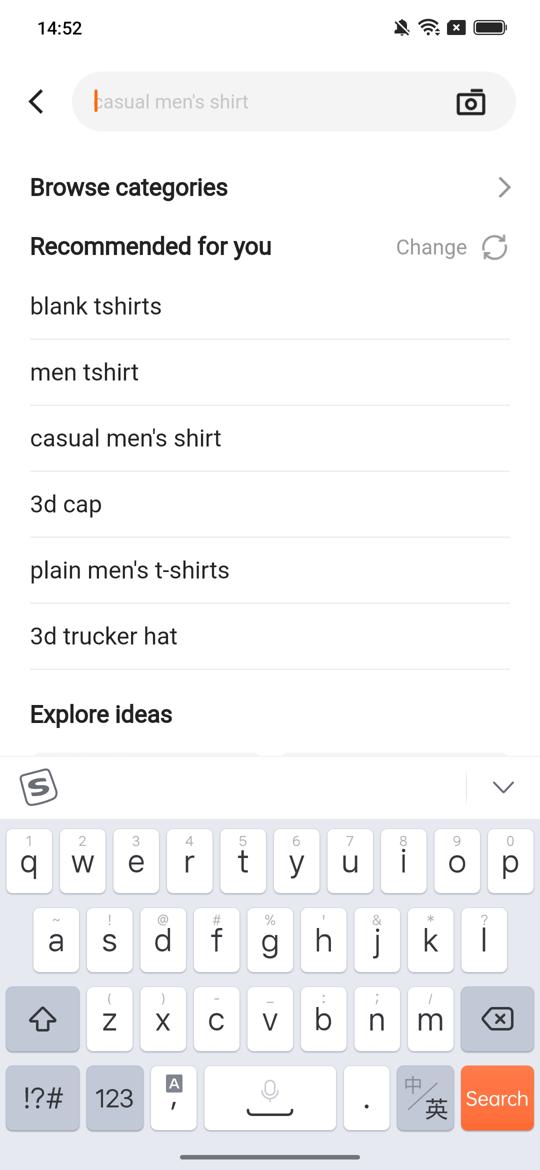 14:52
casual men's shirt
Browse categories
Recommended for you Change
blank tshirts
men tshirt
casual men's shirt
3d cap
plain men's t-shirts
3d trucker hat
Explore ideas
S
1 2 3 4 5 6 7 8 9 0
q w e r t y u i o p
~ ! @ # % ' & * ?
a s d f g h j k l
( ) - _ : ; /
z x c v b n m
!?# 123 A , . 中/英 Search